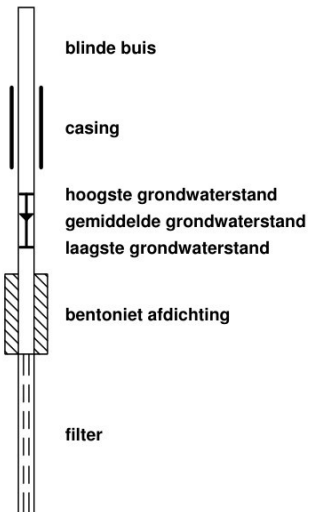 blinde buis
casing
hoogste grondwaterstand
gemiddelde grondwaterstand
laagste grondwaterstand
bentoniet afdichting
filter